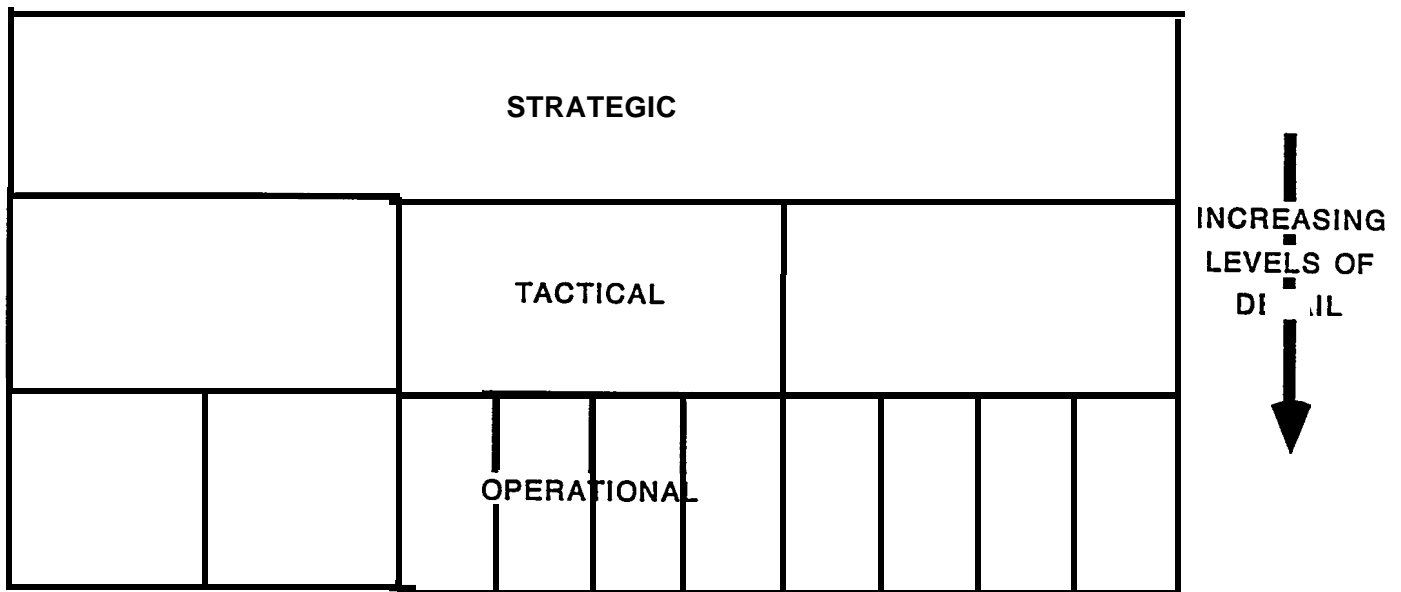 STRATEGIC
INCREASING
LEVELS OF
TACTICAL
OPERATIONAL